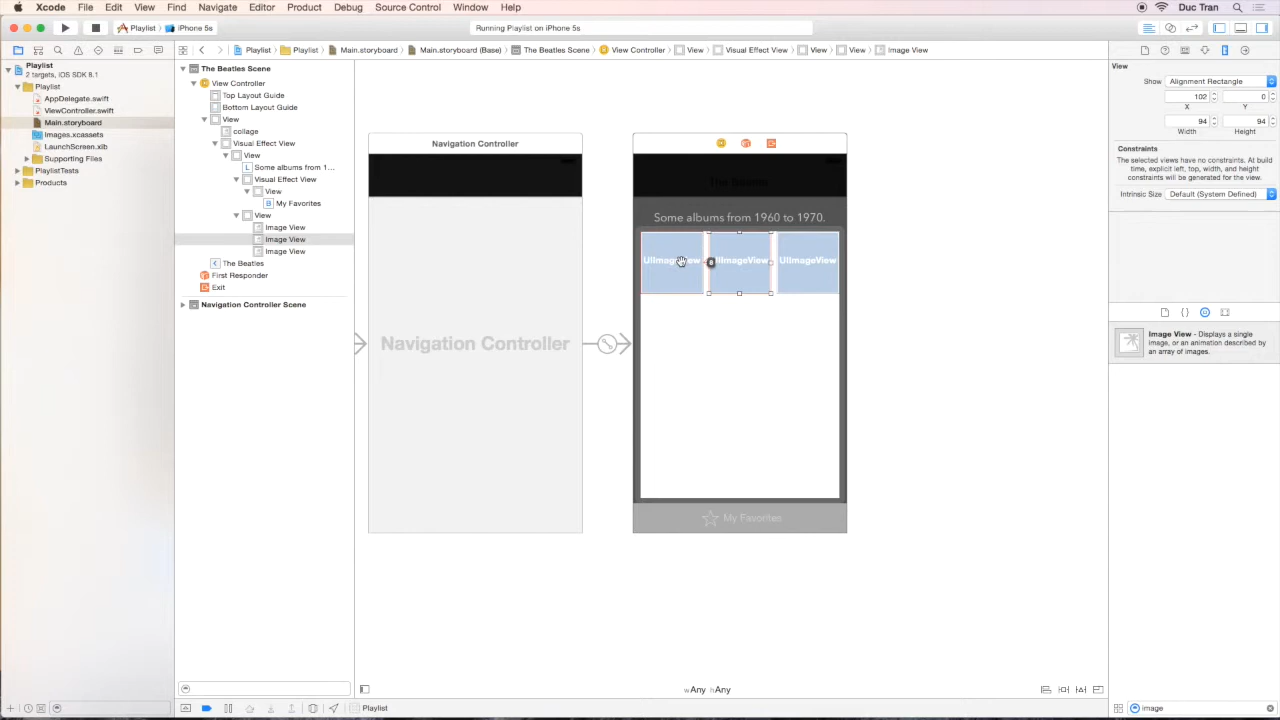 Xcode File Edit View Find Navigate Editor Product Debug Source Control Window Help Duc Tran
Playlist iPhone 5s Running Playlist on iPhone 5s
Playlist Playlist Main.storyboard Main.storyboard (Base) The Beatles Scene View Controller View Visual Effect View View View Image View
Playlist
2 targets, iOS SDK 8.1
Playlist
AppDelegate.swift
ViewController.swift
Main.storyboard
Images.xcassets
LaunchScreen.xib
Supporting Files
PlaylistTests
Products
The Beatles Scene
View Controller
Top Layout Guide
Bottom Layout Guide
View
collage
Visual Effect View
View
L Some albums from 1...
Visual Effect View
View
B My Favorites
View
Image View
Image View
Image View
The Beatles
First Responder
Exit
Navigation Controller Scene
Navigation Controller
Navigation Controller
The Beatles
Some albums from 1960 to 1970.
UIImageView UIImageView UIImageView
8
My Favorites
wAny hAny
Playlist
View
Show Alignment Rectangle
102 0
X Y
94 94
Width Height
Constraints
The selected views have no constraints. At build
time, explicit left, top, width, and height
constraints will be generated for the view.
Intrinsic Size Default (System Defined)
{ }
Image View - Displays a single
image, or an animation described by
an array of images.
image